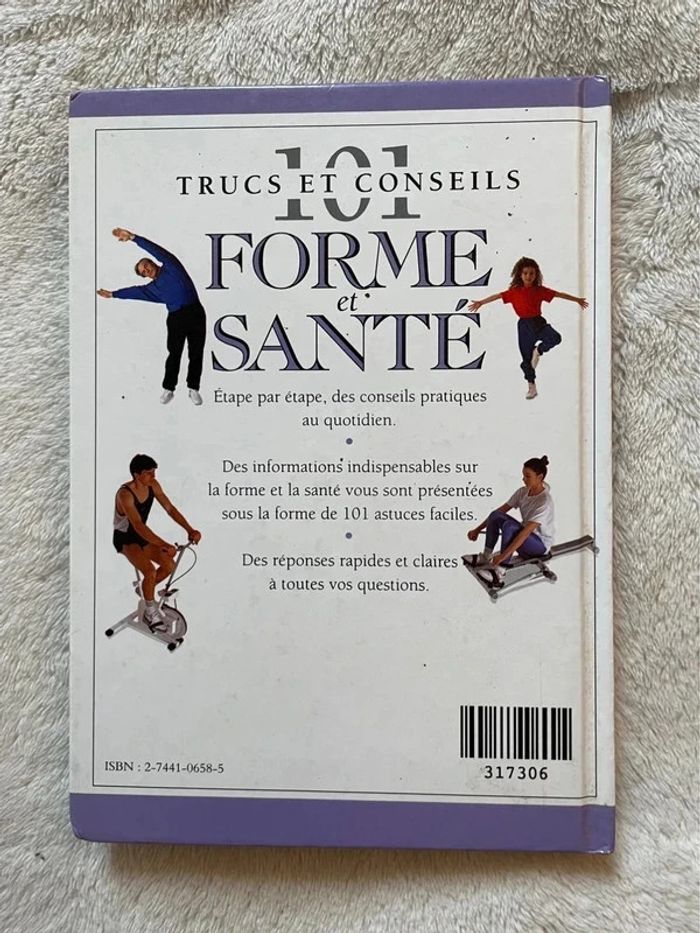 101
TRUCS ET CONSEILS
FORME
et
SANTÉ
Étape par étape, des conseils pratiques
au quotidien.
•
Des informations indispensables sur
la forme et la santé vous sont présentées
sous la forme de 101 astuces faciles.
•
Des réponses rapides et claires
à toutes vos questions.
ISBN : 2-7441-0658-5
317306